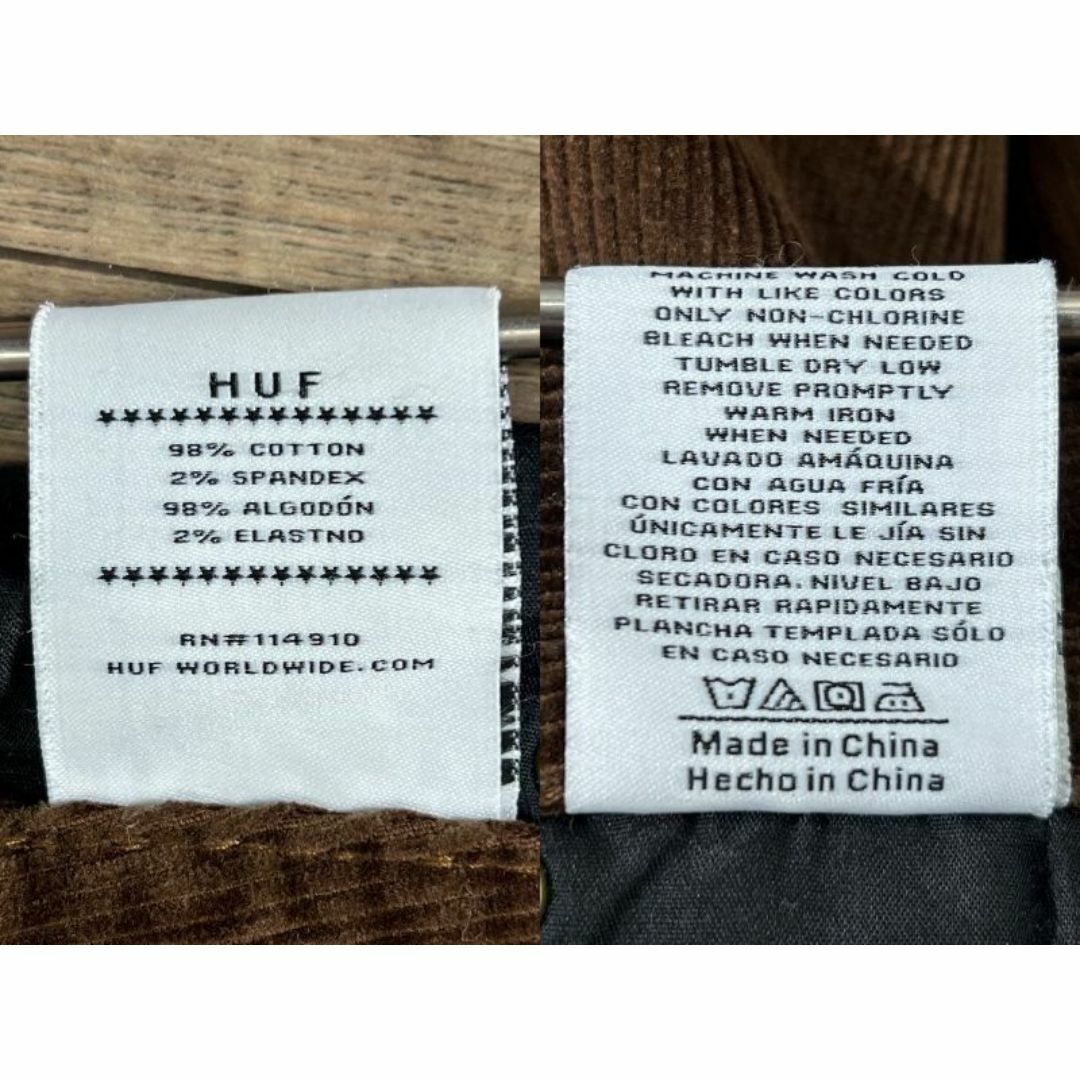 HUF
98% COTTON
2% SPANDEX
98% ALGODÓN
2% ELASTNO
RN#114910
HUF WORLDWIDE.COM
MACHINE WASH COLD
WITH LIKE COLORS
ONLY NON-CHLORINE
BLEACH WHEN NEEDED
TUMBLE DRY LOW
REMOVE PROMPTLY
WARM IRON
WHEN NEEDED
LAVADO AMÁQUINA
CON AGUA FRÍA
CON COLORES SIMILARES
ÚNICAMENTE LE JÍA SIN
CLORO EN CASO NECESARIO
SECADORA. NIVEL BAJO
RETIRAR RAPIDAMENTE
PLANCHA TEMPLADA SÓLO
EN CASO NECESARIO
Made in China
Hecho in China